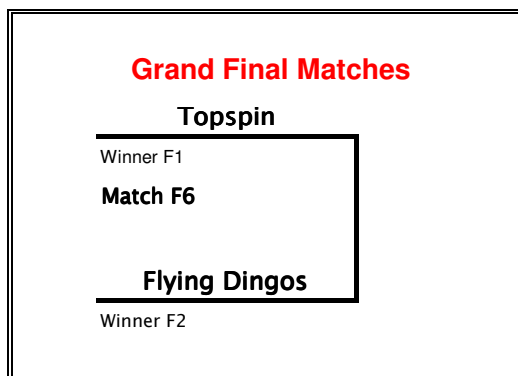 Grand Final Matches
Topspin
Winner F1
Match F6
Flying Dingos
Winner F2